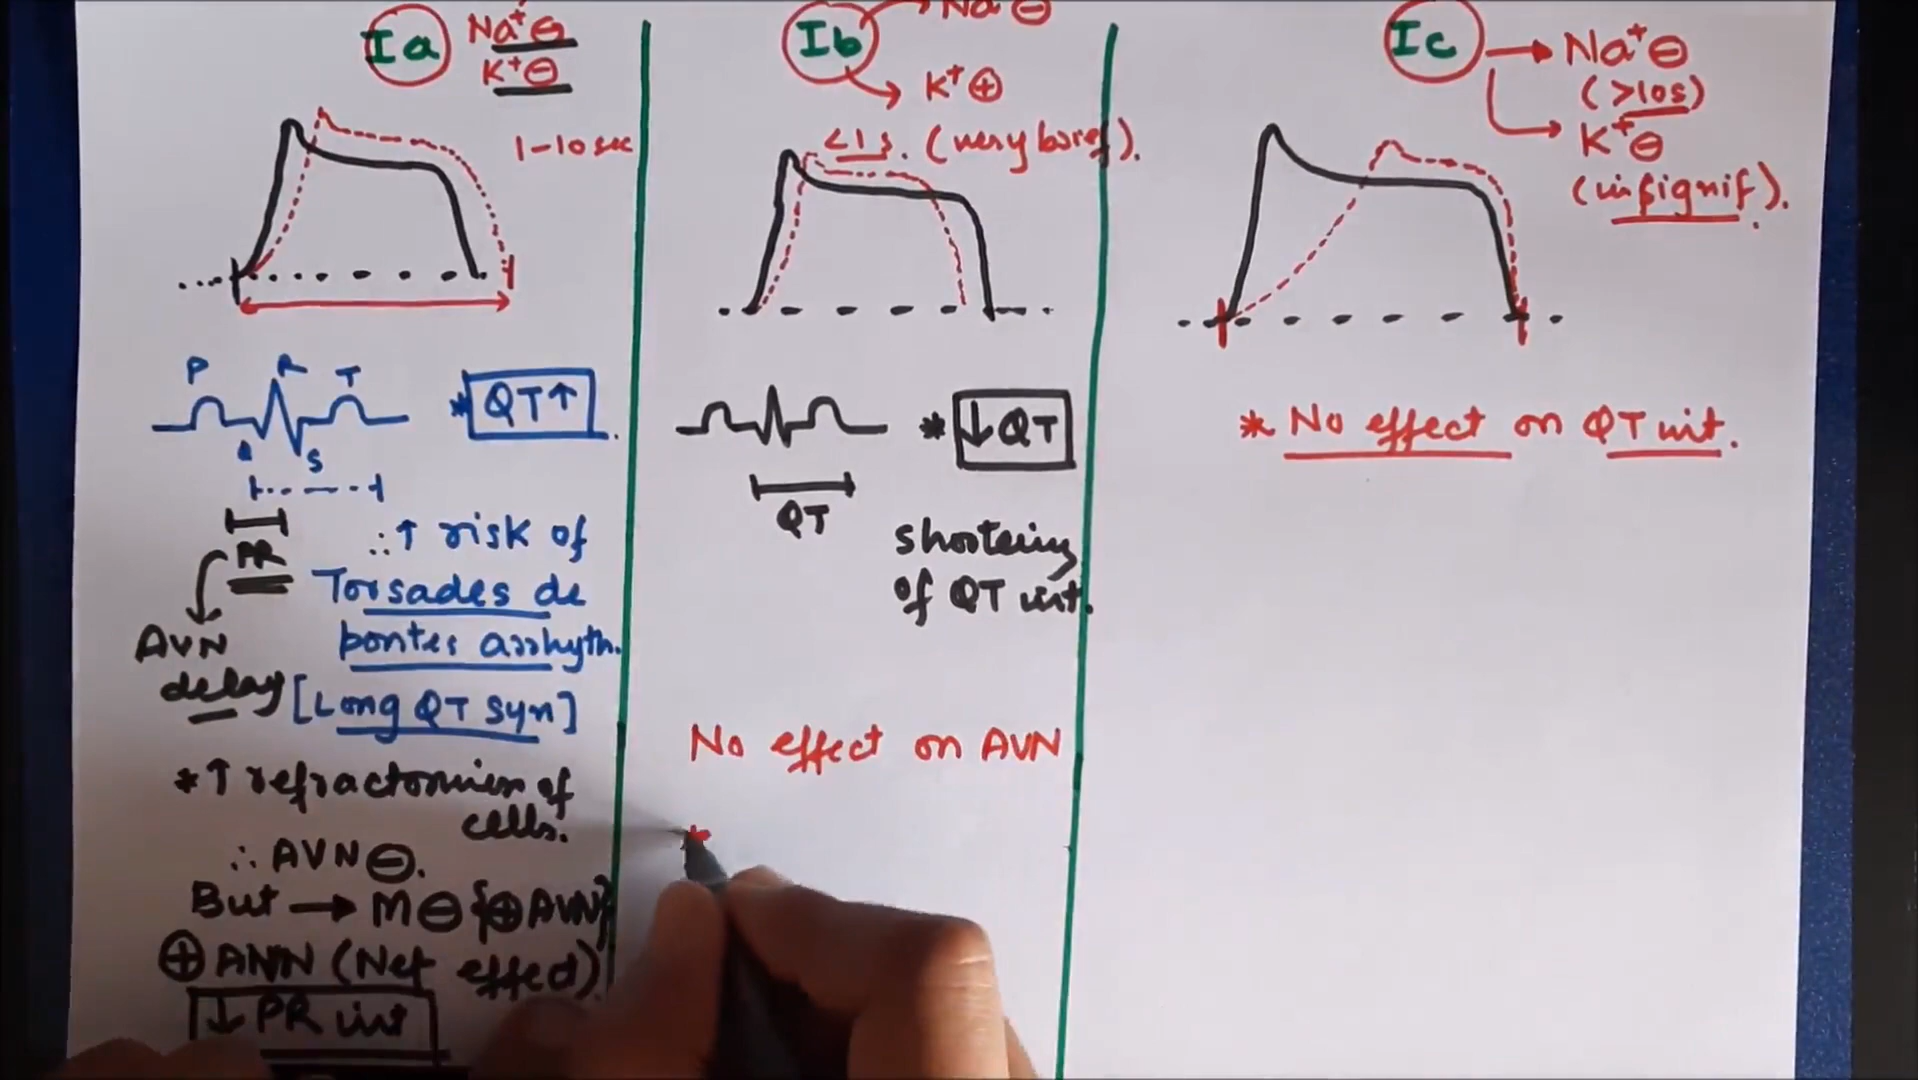 Ia
Na⁺⊖
K⁺⊖
1-10 sec
P R T
Q S
* QT↑
PR
AVN
delay
∴ ↑ risk of
Torsades de
pontes arrhyth.
[Long QT syn]
* ↑ refractoriness of
cells.
∴ AVN ⊖.
But → M⊖ {⊕ AVN}
⊕ AVN (Net effect).
↓ PR int
Ib
Na ⊖
K⁺ ⊕
<1s. (very brief).
* ↓QT
QT
shortening
of QT int.
No effect on AVN
*
Ic → Na⁺⊖
(>10s)
K⁺⊖
(insignif).
* No effect on QT int.